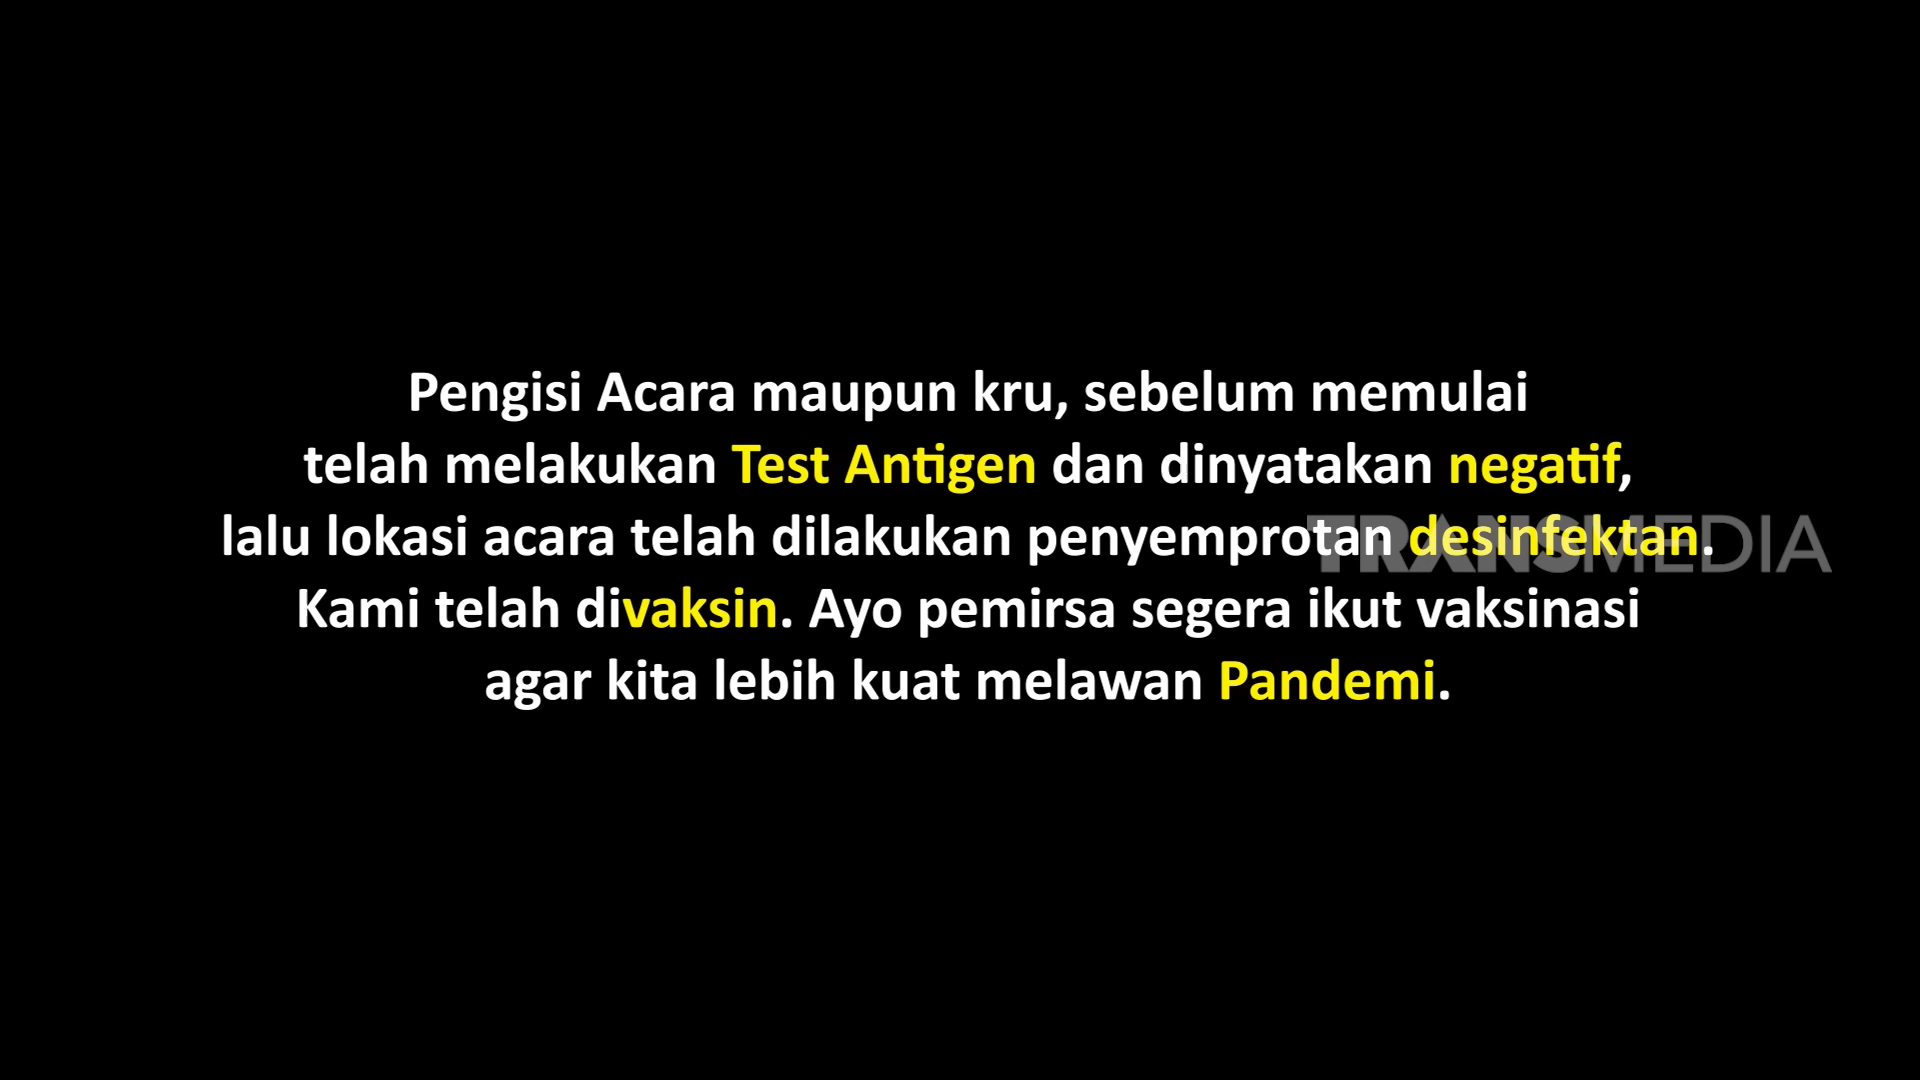 Pengisi Acara maupun kru, sebelum memulai
telah melakukan Test Antigen dan dinyatakan negatif,
lalu lokasi acara telah dilakukan penyemprotan desinfektan.
TRANSMEDIA
Kami telah divaksin. Ayo pemirsa segera ikut vaksinasi
agar kita lebih kuat melawan Pandemi.